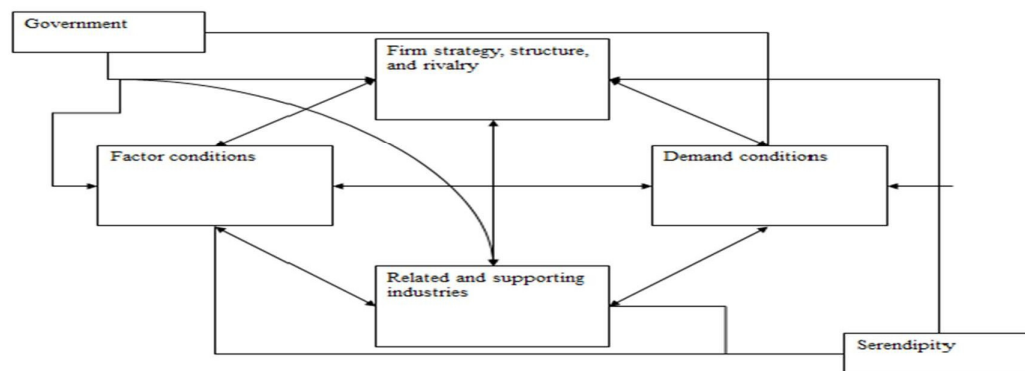 Government
Firm strategy, structure,
and rivalry
Factor conditions
Demand conditions
Related and supporting
industries
Serendipity